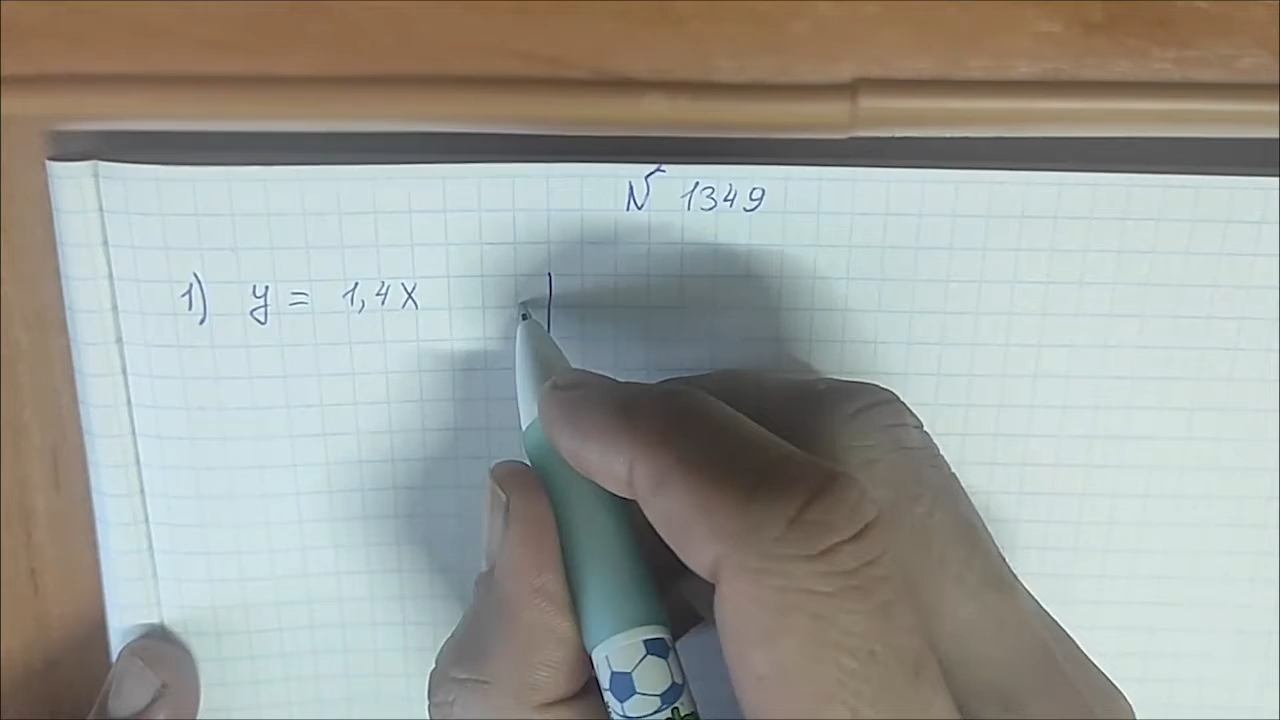 № 1349
1) y = 1,4x